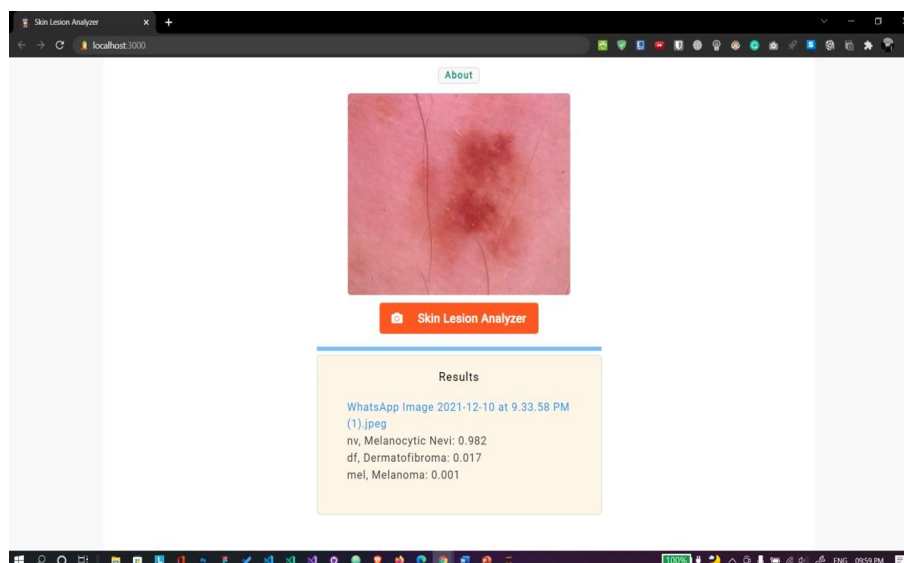 Skin Lesion Analyzer
localhost:3000
About
Skin Lesion Analyzer
Results
WhatsApp Image 2021-12-10 at 9.33.58 PM
(1).jpeg
nv, Melanocytic Nevi: 0.982
df, Dermatofibroma: 0.017
mel, Melanoma: 0.001
100% ENG 09:59 PM